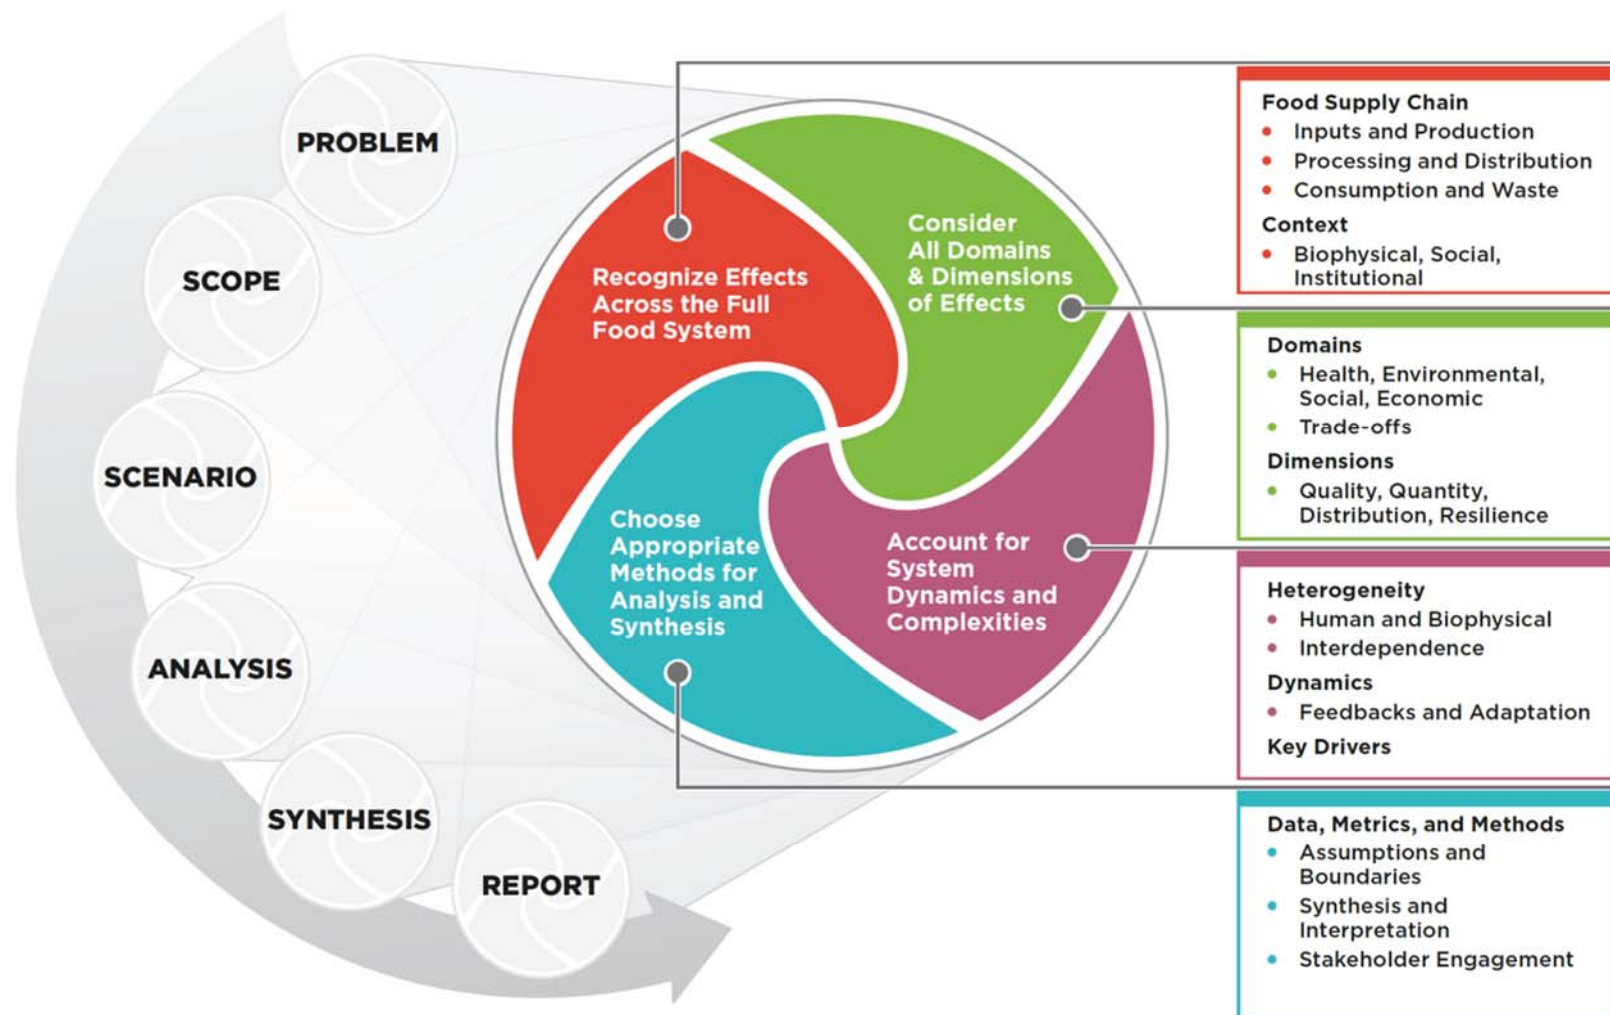 PROBLEM
SCOPE
SCENARIO
ANALYSIS
SYNTHESIS
REPORT
Recognize Effects
Across the Full
Food System
Consider
All Domains
& Dimensions
of Effects
Choose
Appropriate
Methods for
Analysis and
Synthesis
Account for
System
Dynamics and
Complexities
Food Supply Chain
• Inputs and Production
• Processing and Distribution
• Consumption and Waste
Context
• Biophysical, Social,
Institutional
Domains
• Health, Environmental,
Social, Economic
• Trade-offs
Dimensions
• Quality, Quantity,
Distribution, Resilience
Heterogeneity
• Human and Biophysical
• Interdependence
Dynamics
• Feedbacks and Adaptation
Key Drivers
Data, Metrics, and Methods
• Assumptions and
Boundaries
• Synthesis and
Interpretation
• Stakeholder Engagement